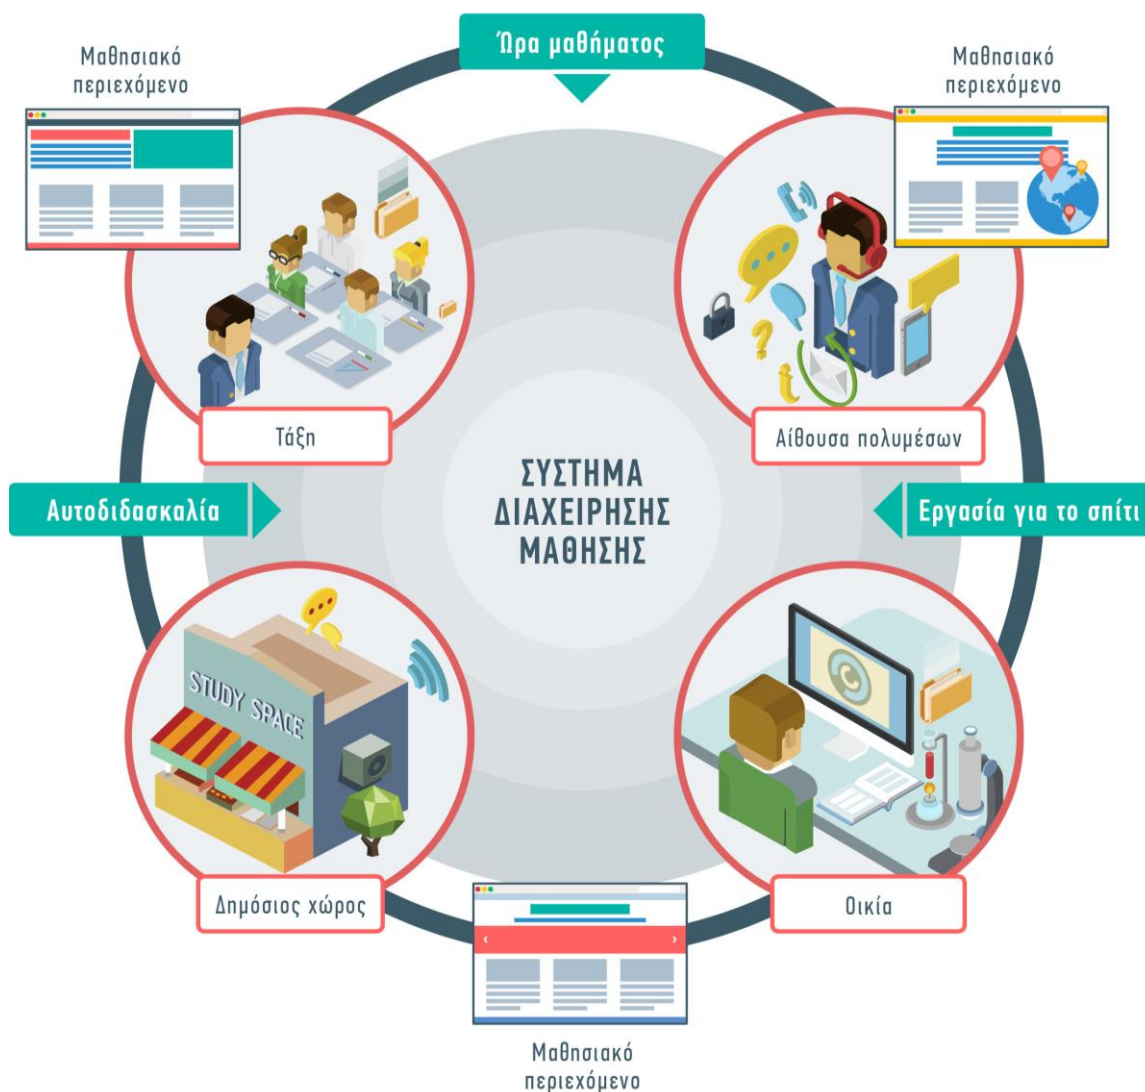 Ώρα μαθήματος
Μαθησιακό
περιεχόμενο
Μαθησιακό
περιεχόμενο
Τάξη
Αίθουσα πολυμέσων
ΣΥΣΤΗΜΑ
ΔΙΑΧΕΙΡΗΣΗΣ
ΜΑΘΗΣΗΣ
Αυτοδιδασκαλία
Εργασία για το σπίτι
STUDY SPACE
Δημόσιος χώρος
Οικία
Μαθησιακό
περιεχόμενο